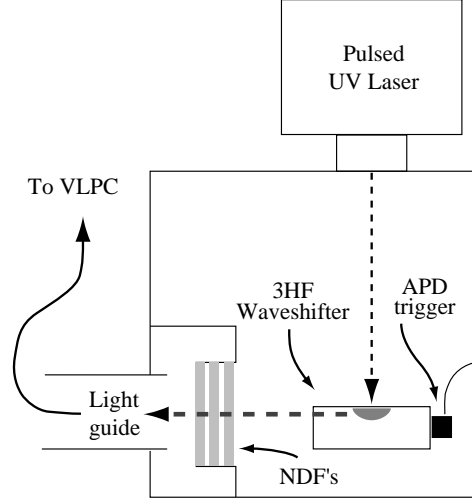 Pulsed
UV Laser
To VLPC
3HF
Waveshifter
APD
trigger
Light
guide
NDF's